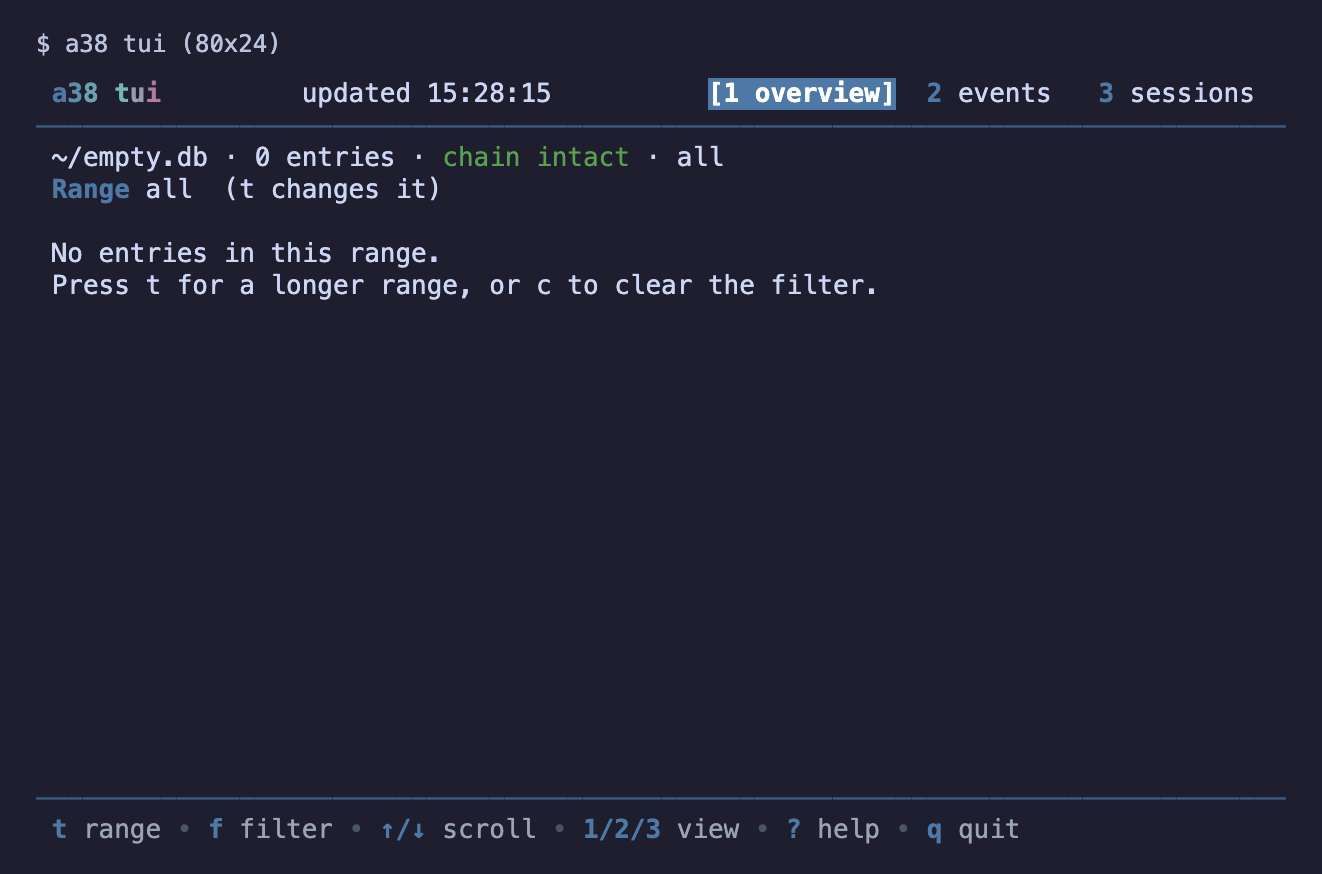 $ a38 tui (80x24)
a38 tui updated 15:28:15 [1 overview] 2 events 3 sessions
~/empty.db · 0 entries · chain intact · all
Range all (t changes it)
No entries in this range.
Press t for a longer range, or c to clear the filter.
t range • f filter • ↑/↓ scroll • 1/2/3 view • ? help • q quit